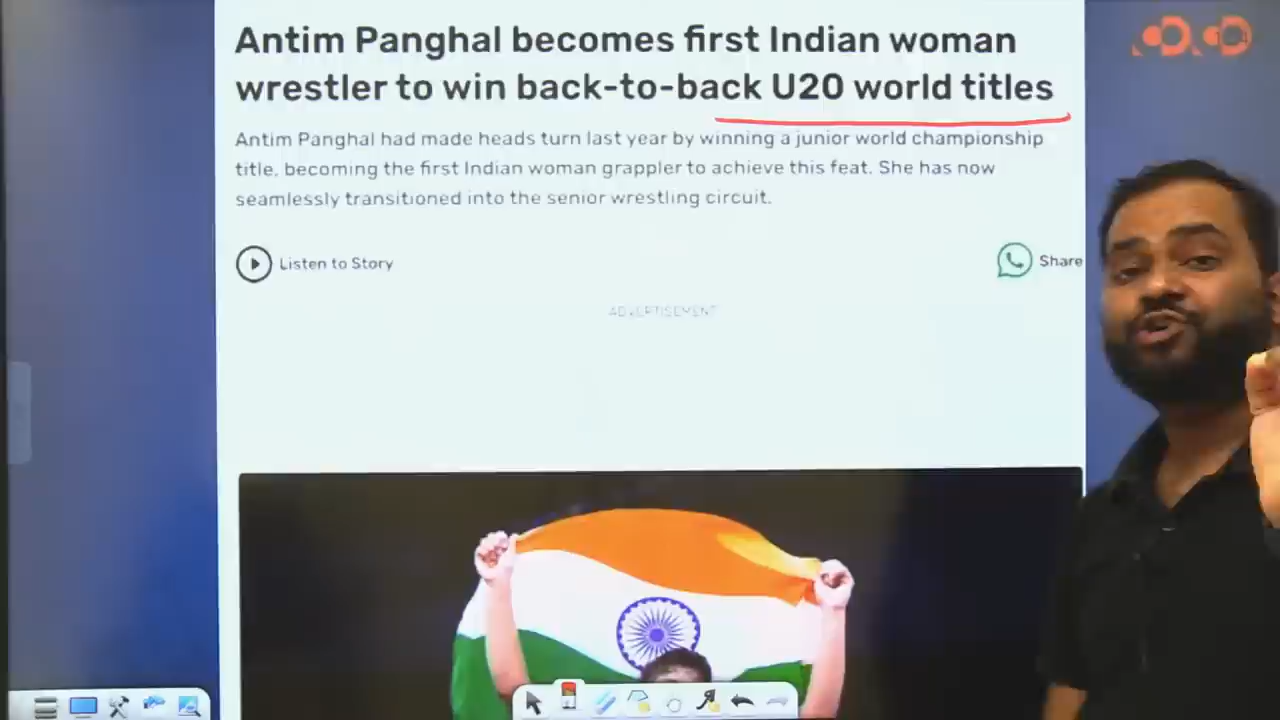 Antim Panghal becomes first Indian woman
wrestler to win back-to-back U20 world titles
Antim Panghal had made heads turn last year by winning a junior world championship
title, becoming the first Indian woman grappler to achieve this feat. She has now
seamlessly transitioned into the senior wrestling circuit.
Listen to Story
Share
ADVERTISEMENT